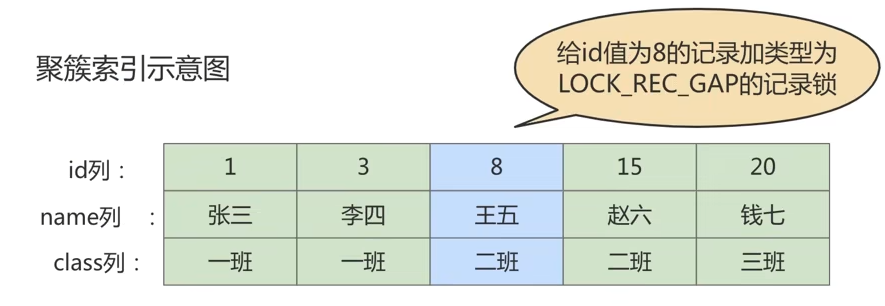 给id值为8的记录加类型为
LOCK_REC_GAP的记录锁
聚簇索引示意图
id列： 1 3 8 15 20
name列 ： 张三 李四 王五 赵六 钱七
class列： 一班 一班 二班 二班 三班